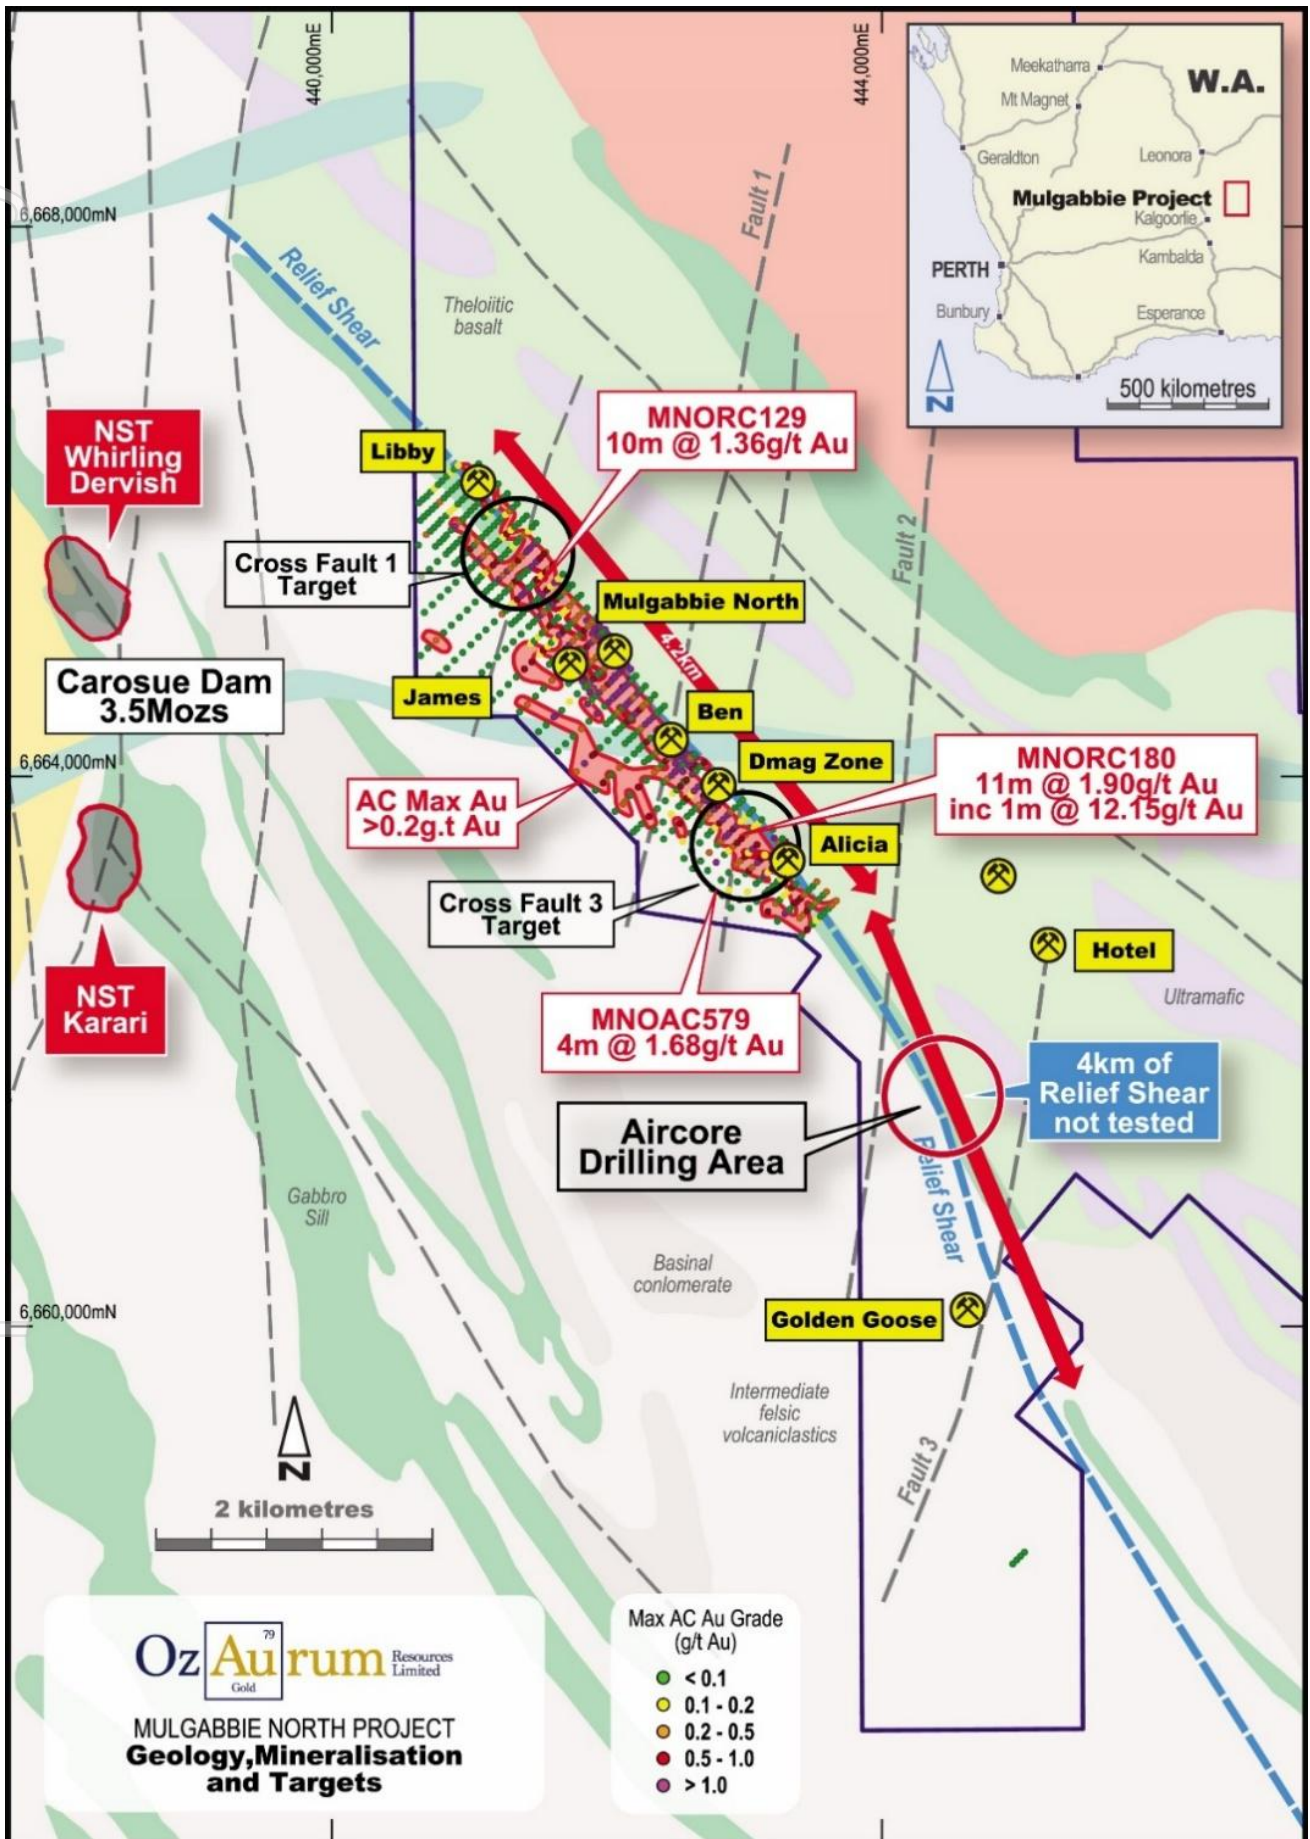 440,000mE
444,000mE
6,668,000mN
6,664,000mN
6,660,000mN
Meekatharra
W.A.
Mt Magnet
Geraldton
Leonora
Mulgabbie Project
Kalgoorlie
PERTH
Kambalda
Bunbury
Esperance
N
500 kilometres
Fault 1
Relief Shear
Theloiitic
basalt
NST
Whirling
Dervish
Libby
MNORC129
10m @ 1.36g/t Au
Fault 2
Cross Fault 1
Target
Mulgabbie North
4.2km
Carosue Dam
3.5Mozs
James
Ben
Dmag Zone
MNORC180
11m @ 1.90g/t Au
inc 1m @ 12.15g/t Au
AC Max Au
>0.2g.t Au
Alicia
Cross Fault 3
Target
Hotel
NST
Karari
Ultramafic
MNOAC579
4m @ 1.68g/t Au
4km of
Relief Shear
not tested
Aircore
Drilling Area
Relief Shear
Gabbro
Sill
Basinal
conlomerate
Golden Goose
Intermediate
felsic
volcaniclastics
Fault 3
N
2 kilometres
Oz Au rum Resources
Limited
79
Gold
MULGABBIE NORTH PROJECT
Geology,Mineralisation
and Targets
Max AC Au Grade
(g/t Au)
< 0.1
0.1 - 0.2
0.2 - 0.5
0.5 - 1.0
> 1.0